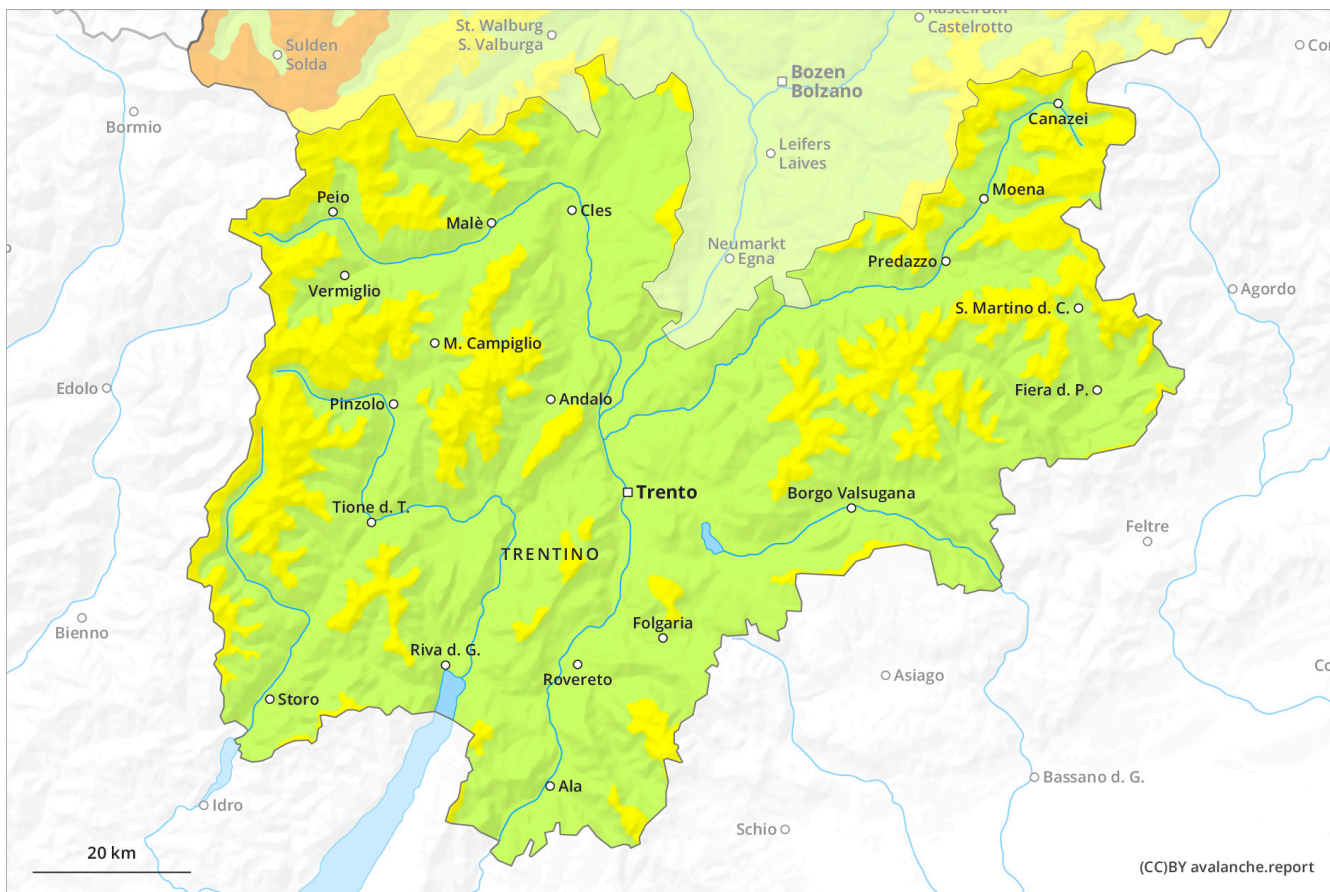 Kastelruth
Castelrotto
St. Walburg
S. Valburga
Sulden
Solda
Bozen
Bolzano
Bormio
Canazei
Leifers
Laives
Peio
Malè
Cles
Moena
Neumarkt
Egna
Predazzo
Vermiglio
Agordo
S. Martino d. C.
M. Campiglio
Edolo
Pinzolo
Andalo
Fiera d. P.
Trento
Borgo Valsugana
Tione d. T.
Feltre
TRENTINO
Bienno
Folgaria
Riva d. G.
Rovereto
Asiago
Storo
Bassano d. G.
Ala
Idro
Schio
20 km
(CC)BY avalanche.report